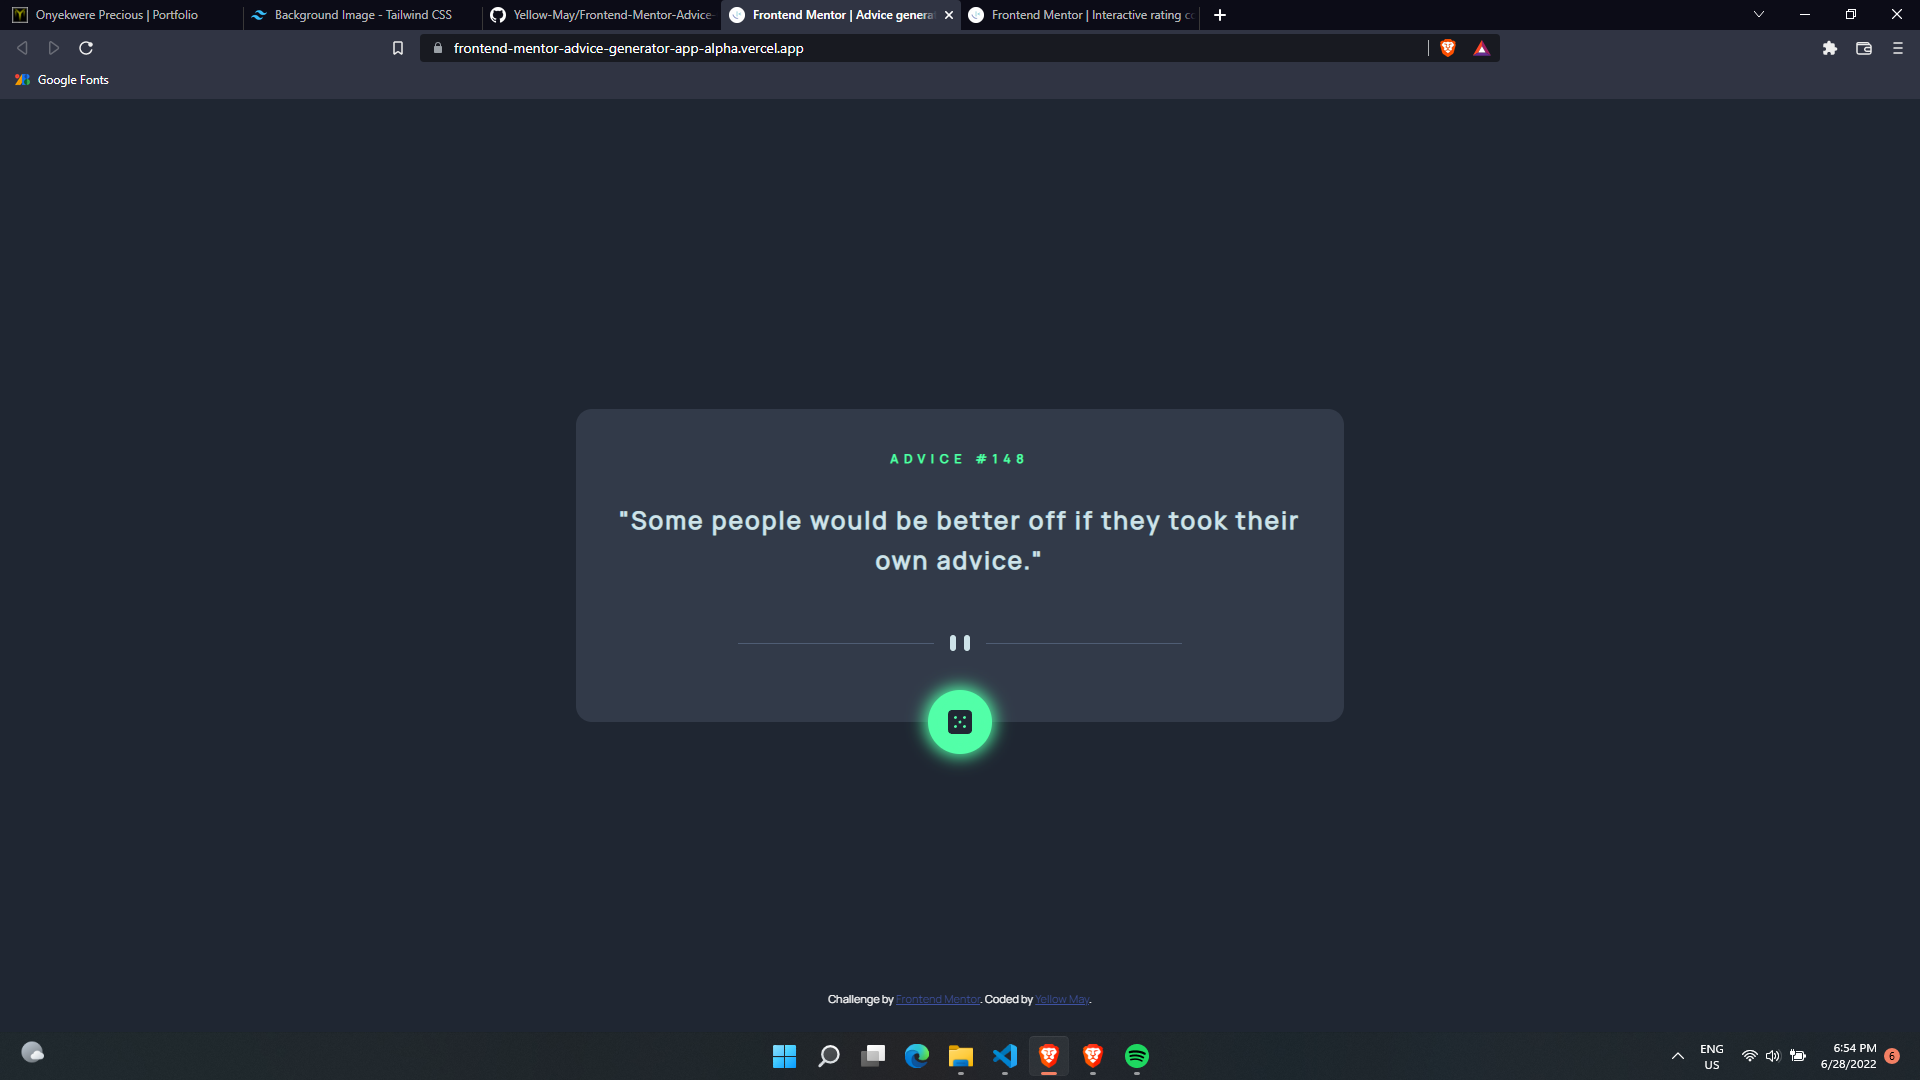 Onyekwere Precious | Portfolio
Background Image - Tailwind CSS
Yellow-May/Frontend-Mentor-Advice-
Frontend Mentor | Advice genera
Frontend Mentor | Interactive rating co
frontend-mentor-advice-generator-app-alpha.vercel.app
Google Fonts
ADVICE #148
"Some people would be better off if they took their
own advice."
Challenge by Frontend Mentor. Coded by Yellow May.
ENG
US
6:54 PM
6/28/2022
6